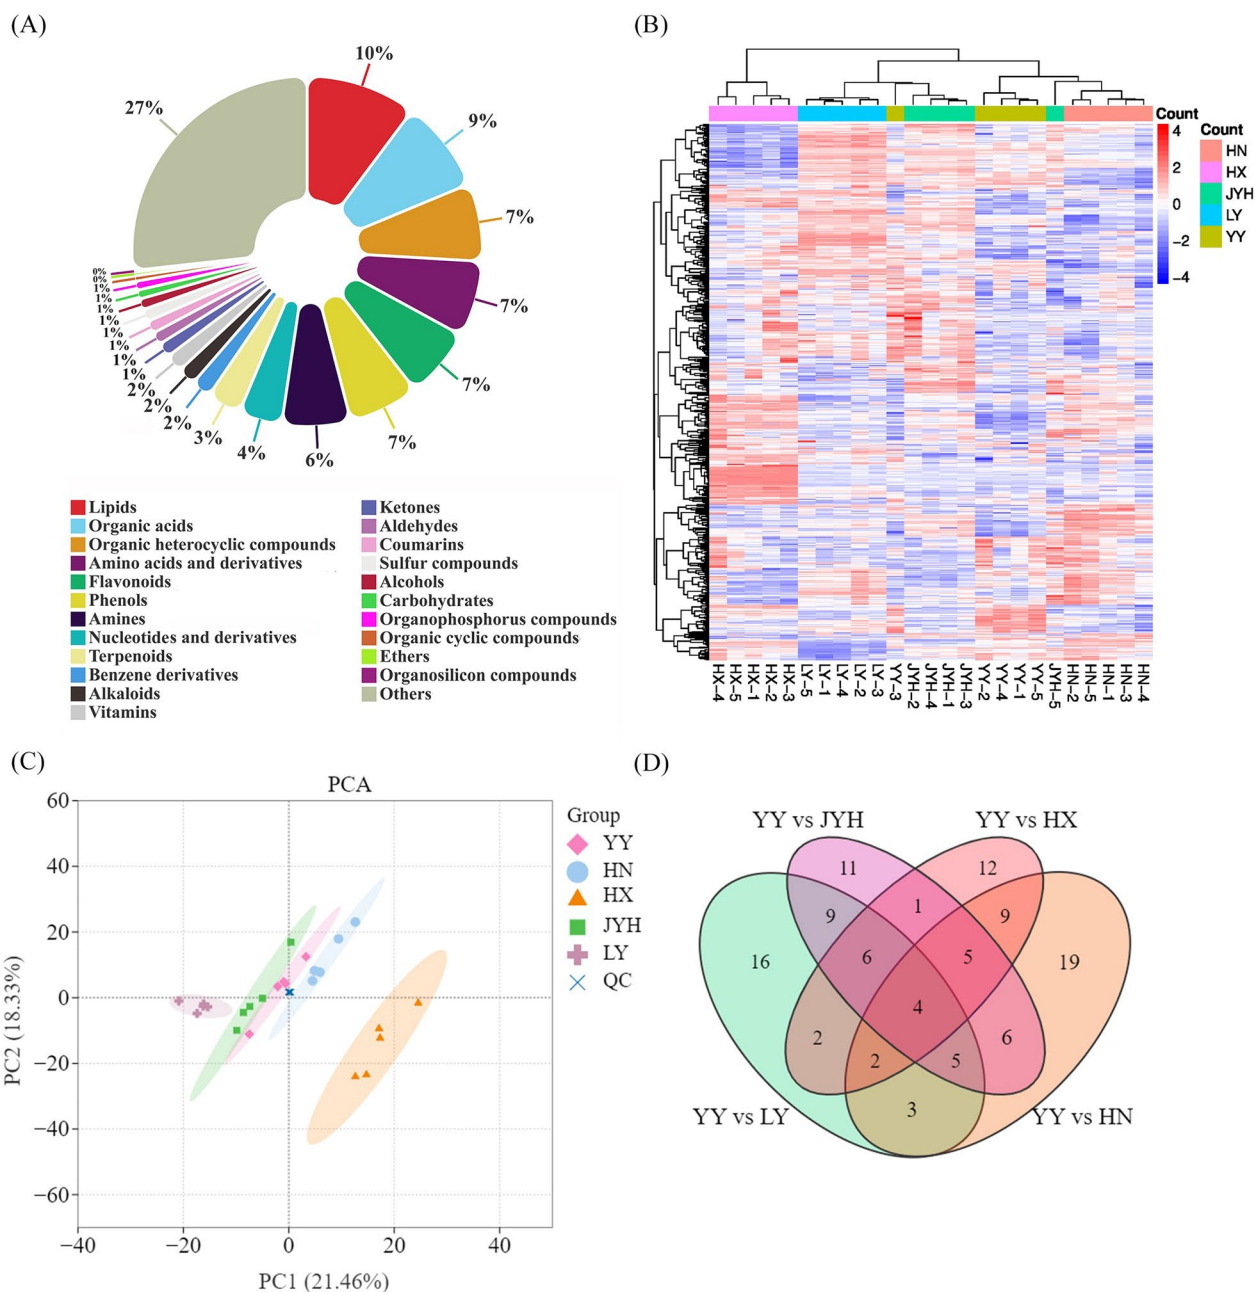 (A)
10%
9%
7%
7%
7%
7%
6%
4%
3%
2%
2%
2%
1%
1%
1%
1%
1%
1%
1%
0%
0%
27%
Lipids
Organic acids
Organic heterocyclic compounds
Amino acids and derivatives
Flavonoids
Phenols
Amines
Nucleotides and derivatives
Terpenoids
Benzene derivatives
Alkaloids
Vitamins
Ketones
Aldehydes
Coumarins
Sulfur compounds
Alcohols
Carbohydrates
Organophosphorus compounds
Organic cyclic compounds
Ethers
Organosilicon compounds
Others
(B)
Count
4
2
0
−2
−4
Count
HN
HX
JYH
LY
YY
HX-4
HX-5
HX-1
HX-2
HX-3
LY-5
LY-1
LY-4
LY-2
LY-3
YY-3
JYH-2
JYH-4
JYH-1
JYH-3
YY-2
YY-4
YY-1
YY-5
JYH-5
HN-2
HN-5
HN-1
HN-3
HN-4
(C)
PCA
60
40
20
0
−20
−40
−60
−40
−20
0
20
40
PC2 (18.33%)
PC1 (21.46%)
Group
YY
HN
HX
JYH
LY
QC
(D)
YY vs JYH
YY vs HX
11
12
9
1
9
16
6
5
19
4
2
2
5
6
3
YY vs LY
YY vs HN